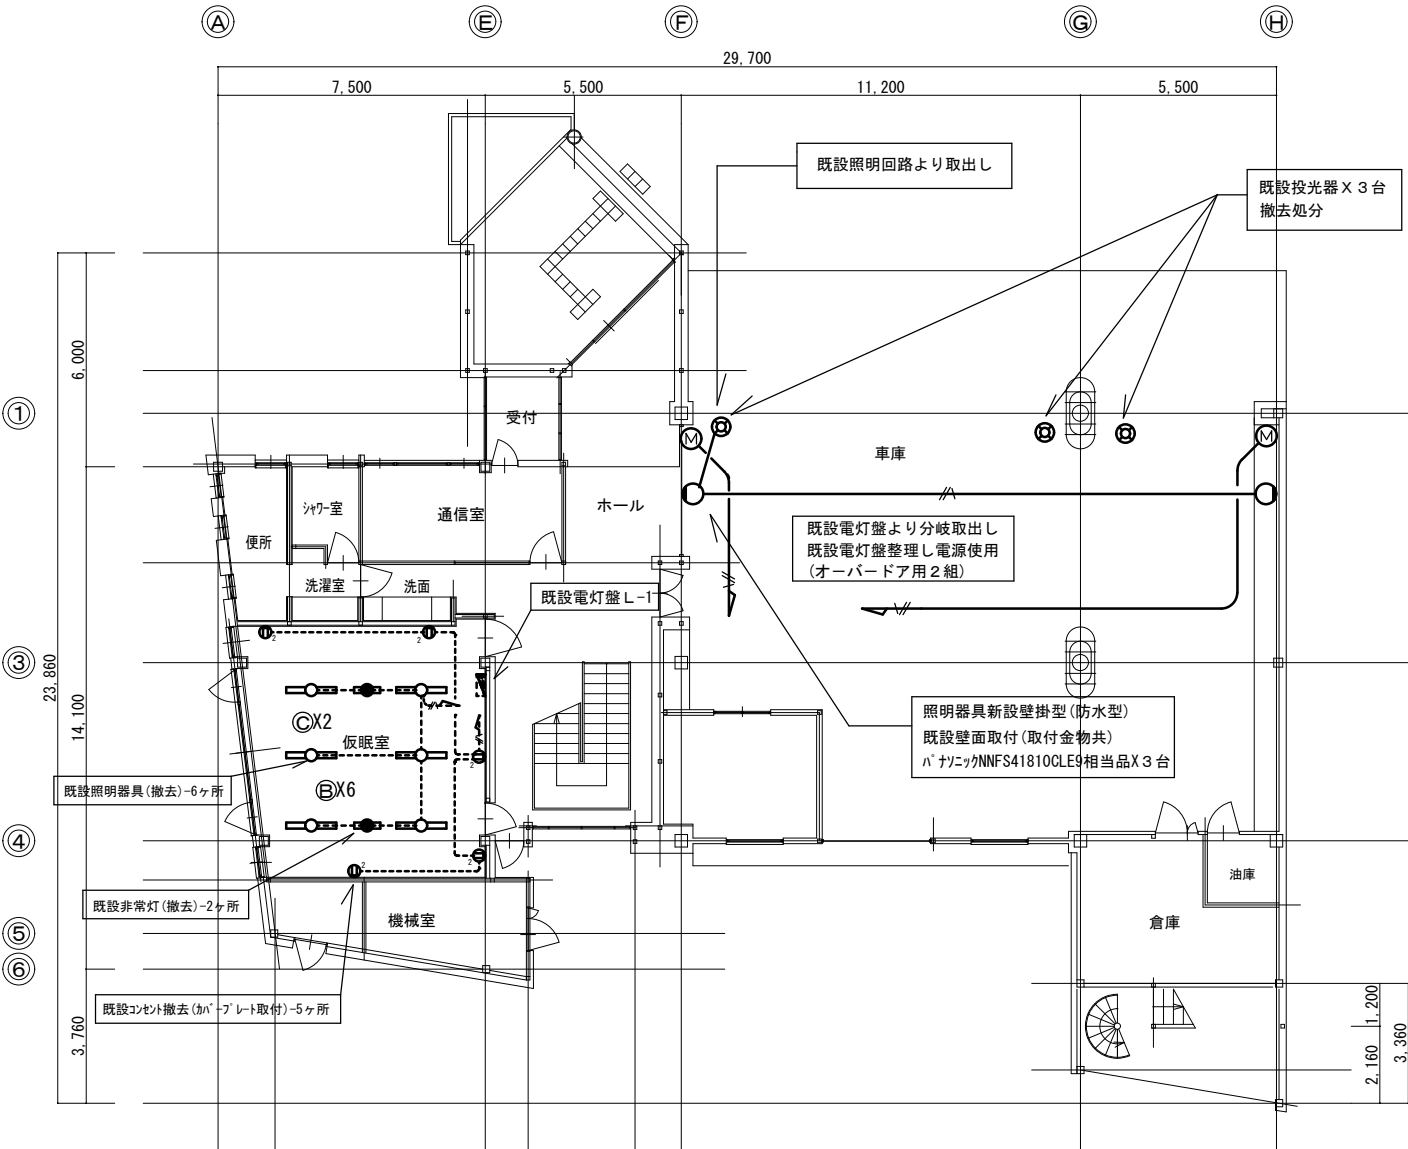 A
E
F
G
H
29,700
7,500
5,500
11,200
5,500
既設照明回路より取出し
既設投光器X３台
撤去処分
6,000
①
受付
M
車庫
M
ｼｬﾜｰ室
通信室
ホール
便所
既設電灯盤より分岐取出し
既設電灯盤整理し電源使用
(オーバードア用２組)
洗濯室
洗面
既設電灯盤Ｌ-1
2
2
③
23,860
14,100
ⒸX2
仮眠室
照明器具新設壁掛型(防水型)
既設壁面取付(取付金物共)
ﾊﾟﾅｿﾆｯｸNNFS41810CLE9相当品X３台
2
既設照明器具(撤去)-6ヶ所
ⒷX6
④
2
2
油庫
既設非常灯(撤去)-2ヶ所
機械室
倉庫
⑤
⑥
既設ｺﾝｾﾝﾄ撤去(ｶﾊﾞｰﾌﾟﾚｰﾄ取付)-5ヶ所
3,760
1,200
2,160
3,360